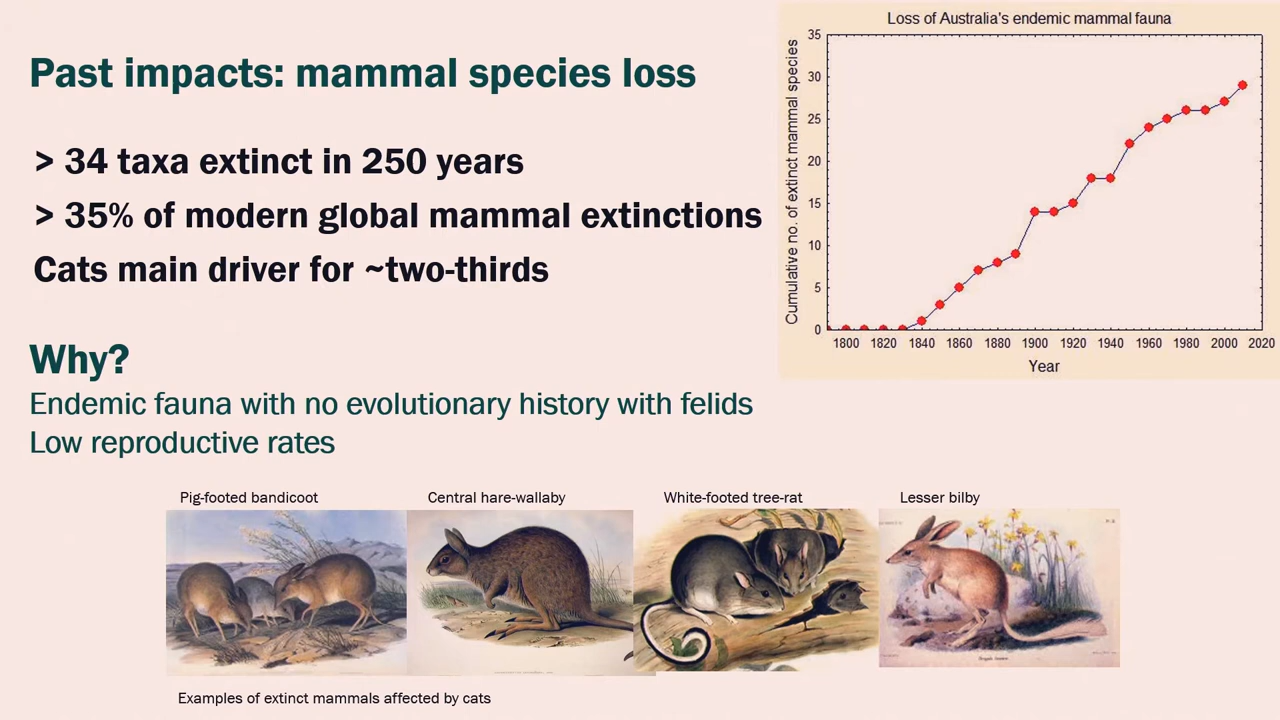 Past impacts: mammal species loss
> 34 taxa extinct in 250 years
> 35% of modern global mammal extinctions
Cats main driver for ~two-thirds
Why?
Endemic fauna with no evolutionary history with felids
Low reproductive rates
Loss of Australia's endemic mammal fauna
Cumulative no. of extinct mammal species
35
30
25
20
15
10
5
0
1800 1820 1840 1860 1880 1900 1920 1940 1960 1980 2000 2020
Year
Pig-footed bandicoot
Central hare-wallaby
White-footed tree-rat
Lesser bilby
Examples of extinct mammals affected by cats